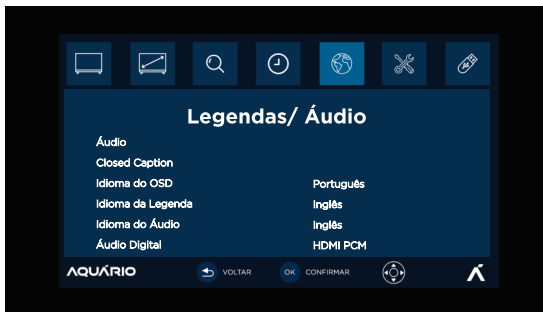 Legendas/ Áudio
Áudio
Closed Caption
Idioma do OSD Português
Idioma da Legenda Inglês
Idioma do Áudio Inglês
Áudio Digital HDMI PCM
AQUÁRIO VOLTAR OK CONFIRMAR